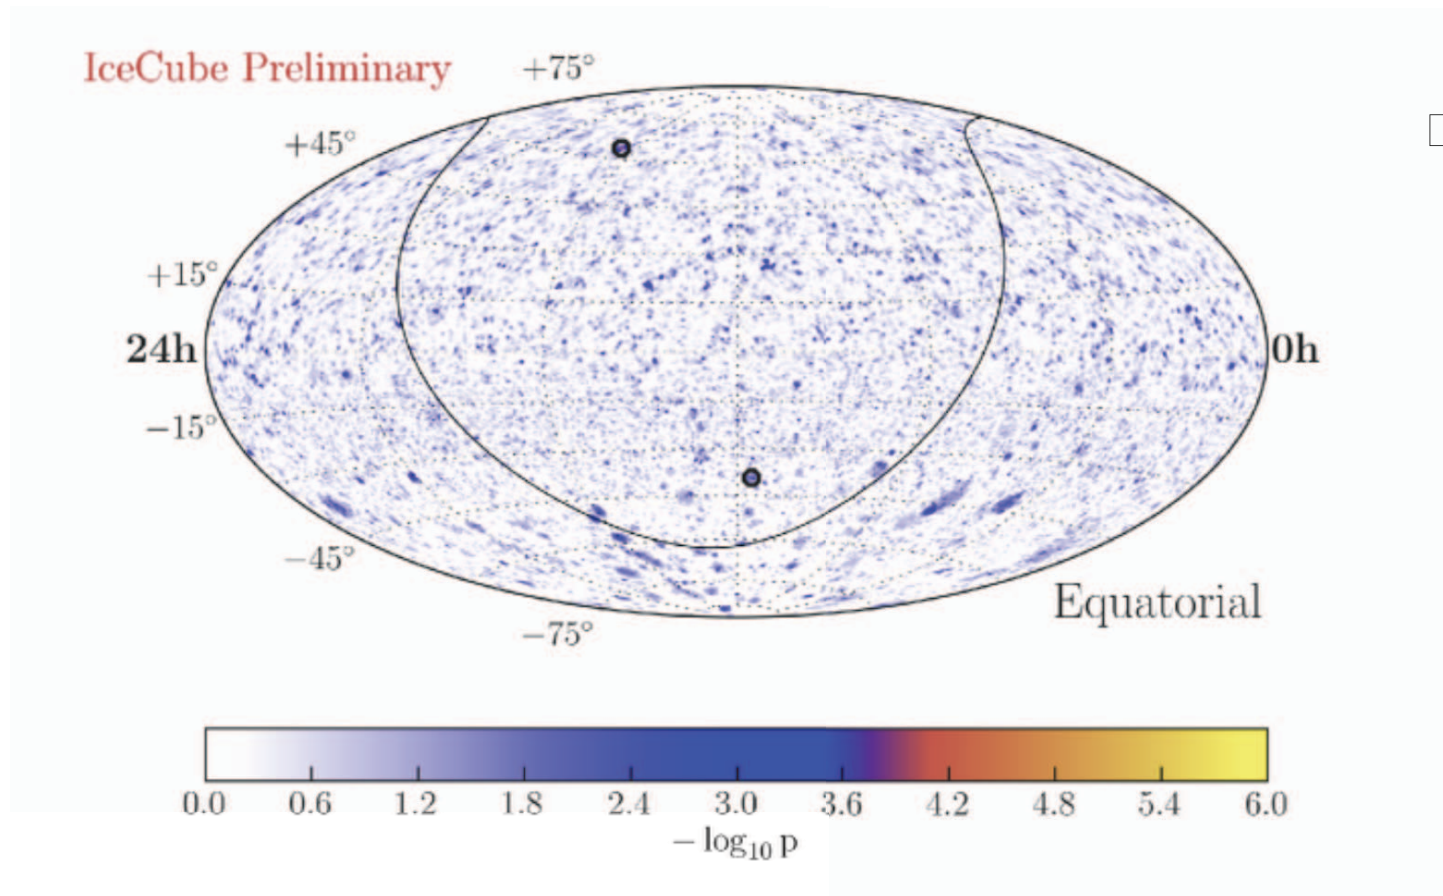 IceCube Preliminary
+75°
+45°
+15°
24h
0h
−15°
−45°
Equatorial
−75°
0.0 0.6 1.2 1.8 2.4 3.0 3.6 4.2 4.8 5.4 6.0
− log₁₀ p